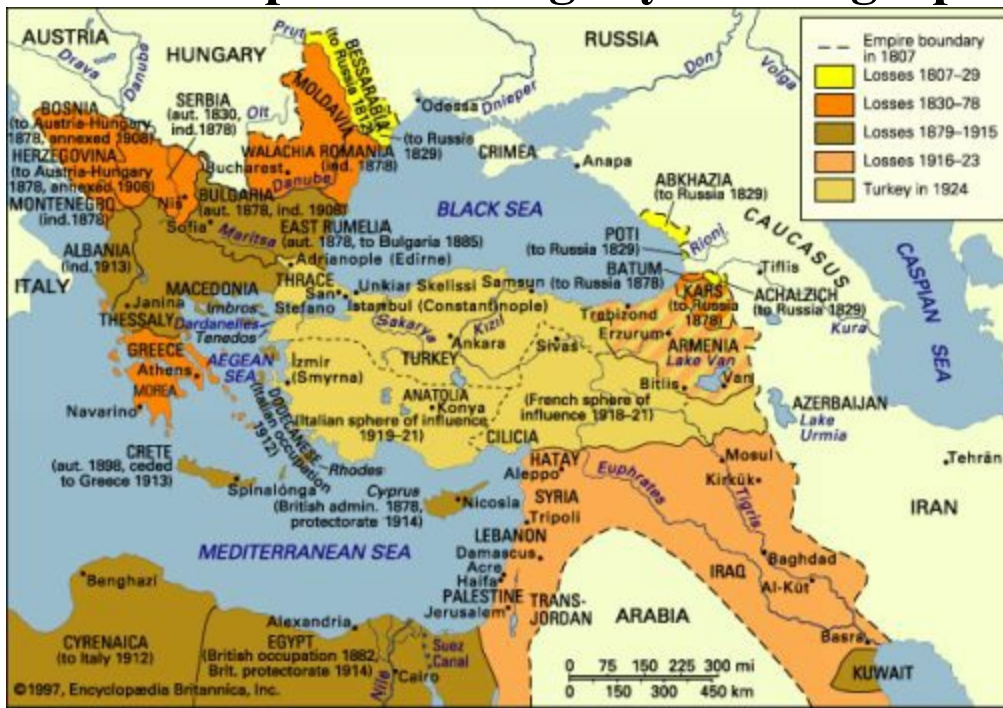 AUSTRIA
Drava
Danube
HUNGARY
Prut
BESSARABIA
(to Russia 1812)
RUSSIA
Don
Volga
Empire boundary
in 1807
Losses 1807–29
Losses 1830–78
Losses 1879–1915
Losses 1916–23
Turkey in 1924
BOSNIA
(to Austria-Hungary
1878, annexed 1908)
HERZEGOVINA
(to Austria-Hungary
1878, annexed 1908)
MONTENEGRO
(ind.1878)
SERBIA
(aut. 1830,
ind.1878)
Olt
MOLDAVIA
Odessa
Dnieper
(to Russia
1829)
WALACHIA
ROMANIA
(ind. 1878)
Bucharest
Danube
CRIMEA
Anapa
Niš
BULGARIA
(aut. 1878, ind. 1908)
Sofia
Maritsa
EAST RUMELIA
(aut. 1878, to Bulgaria 1885)
Adrianople (Edirne)
BLACK SEA
ABKHAZIA
(to Russia 1829)
CAUCASUS
POTI
(to Russia 1829)
Rioni
BATUM
(to Russia 1878)
Tiflis
KARS
(to Russia
1878)
ACHALZICH
(to Russia 1829)
Kura
CASPIAN
SEA
ALBANIA
(ind.1913)
ITALY
MACEDONIA
THRACE
San
Stefano
Unkiar Skelissi
Samsun
Istanbul (Constantinople)
Janina
THESSALY
Imbros
Dardanelles
Tenedos
Sakarya
Kizil
Ankara
TURKEY
Sivas
Trebizond
Erzurum
ARMENIA
Lake Van
Van
Bitlis
GREECE
Athens
MOREA
Navarino
AEGEAN
SEA
İzmir
(Smyrna)
ANATOLIA
Konya
(Italian sphere of influence
1919–21)
(French sphere of
influence 1918–21)
CILICIA
DODECANESE
(Italian occupation
1912)
Rhodes
AZERBAIJAN
Lake
Urmia
Tehrān
IRAN
CRETE
(aut. 1898, ceded
to Greece 1913)
Spinalónga
Cyprus
(British admin. 1878,
protectorate 1914)
Nicosia
HATAY
Aleppo
Euphrates
SYRIA
Tripoli
LEBANON
Damascus
Acre
Haifa
PALESTINE
Jerusalem
TRANS-
JORDAN
Mosul
Kirkūk
Tigris
Baghdad
IRAQ
Al-Kūt
Basra
KUWAIT
ARABIA
MEDITERRANEAN SEA
Benghazi
CYRENAICA
(to Italy 1912)
Alexandria
EGYPT
(British occupation 1882,
Brit. protectorate 1914)
Suez
Canal
Cairo
Nile
0 75 150 225 300 mi
0 150 300 450 km
©1997, Encyclopædia Britannica, Inc.